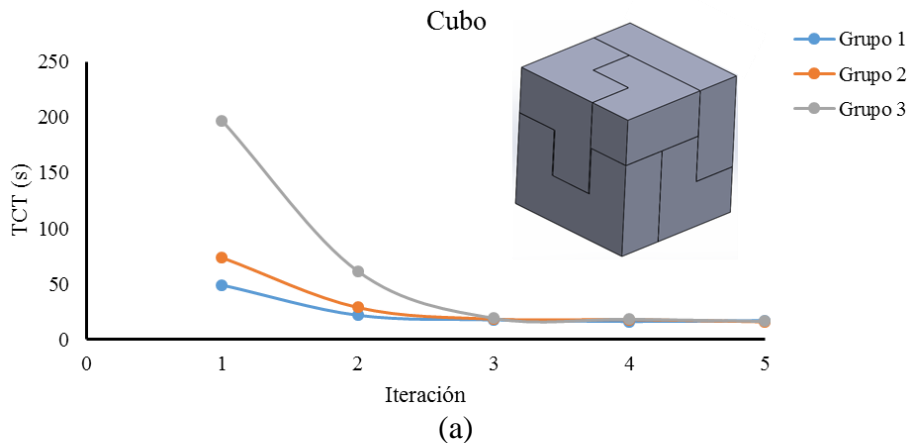 Cubo
Grupo 1
Grupo 2
Grupo 3
250
200
150
100
50
0
TCT (s)
0 1 2 3 4 5
Iteración
(a)